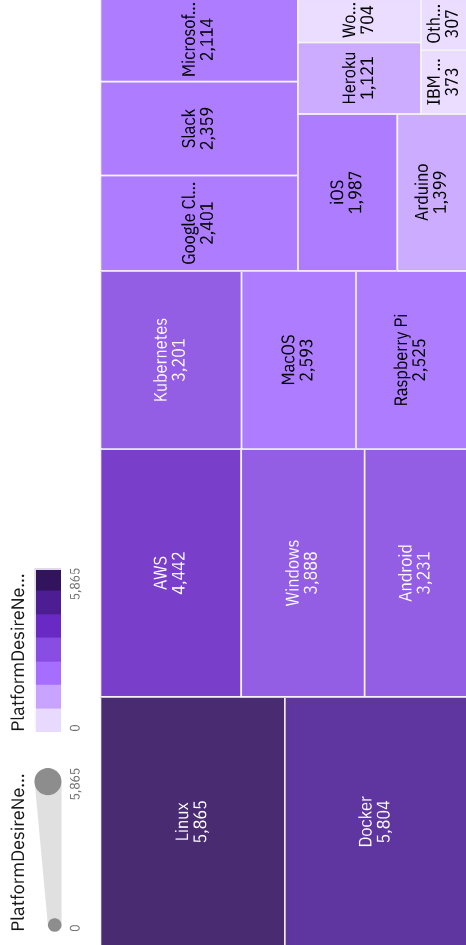 PlatformDesireNe...
0
5,865
PlatformDesireNe...
0
5,865
Linux
5,865
Docker
5,804
AWS
4,442
Windows
3,888
Android
3,231
Kubernetes
3,201
MacOS
2,593
Raspberry Pi
2,525
Google Cl...
2,401
Slack
2,359
Microsof...
2,114
iOS
1,987
Arduino
1,399
Heroku
1,121
Wo...
704
IBM ...
373
Oth...
307